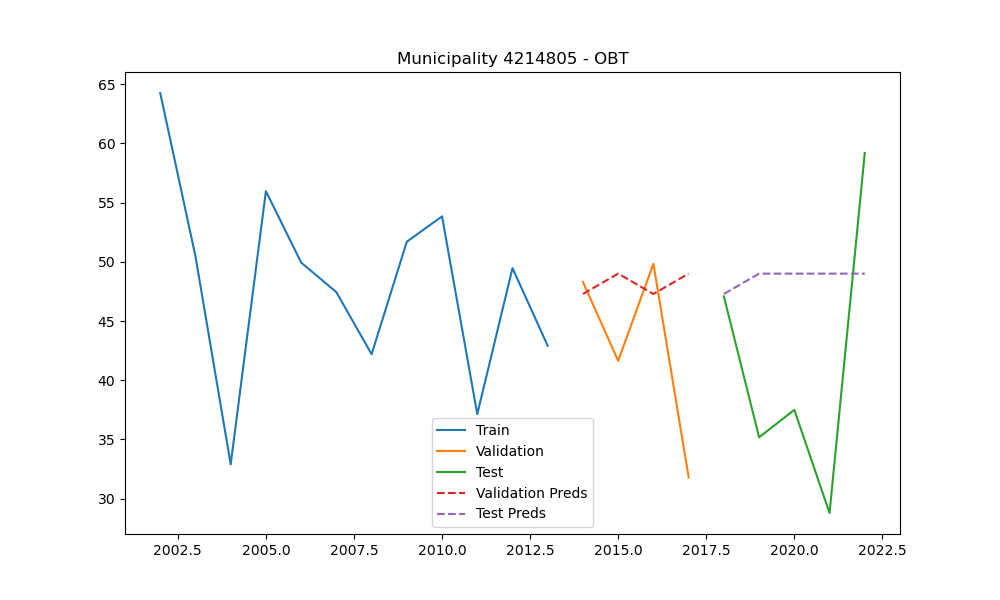 Municipality 4214805 - OBT
65
60
55
50
45
40
35
30
2002.5 2005.0 2007.5 2010.0 2012.5 2015.0 2017.5 2020.0 2022.5
Train
Validation
Test
Validation Preds
Test Preds